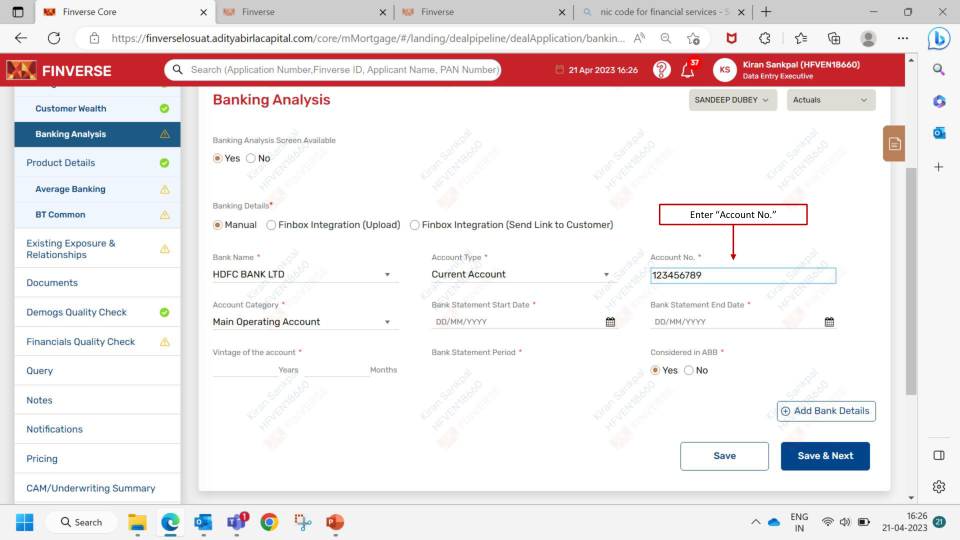 Finverse Core
Finverse
Finverse
nic code for financial services - S
https://finverselosuat.adityabirlacapital.com/core/mMortgage/#/landing/dealpipeline/dealApplication/bankin...
FINVERSE
Search (Application Number,Finverse ID, Applicant Name, PAN Number)
21 Apr 2023 16:26
37
KS
Kiran Sankpal (HFVEN18660)
Data Entry Executive
Customer Wealth
Banking Analysis
Product Details
Average Banking
BT Common
Existing Exposure &
Relationships
Documents
Demogs Quality Check
Financials Quality Check
Query
Notes
Notifications
Pricing
CAM/Underwriting Summary
Banking Analysis
SANDEEP DUBEY
Actuals
Banking Analysis Screen Available
Yes No
Banking Details*
Manual Finbox Integration (Upload) Finbox Integration (Send Link to Customer)
Enter “Account No.”
Bank Name * Account Type * Account No. *
HDFC BANK LTD Current Account 123456789
Account Category * Bank Statement Start Date * Bank Statement End Date *
Main Operating Account DD/MM/YYYY DD/MM/YYYY
Vintage of the account * Bank Statement Period * Considered in ABB *
Years Months Yes No
Add Bank Details
Save Save & Next
Kiran Sankpal
HFVEN18660
FINVERSE
Search
1
ENG
IN
16:26
21-04-2023
21